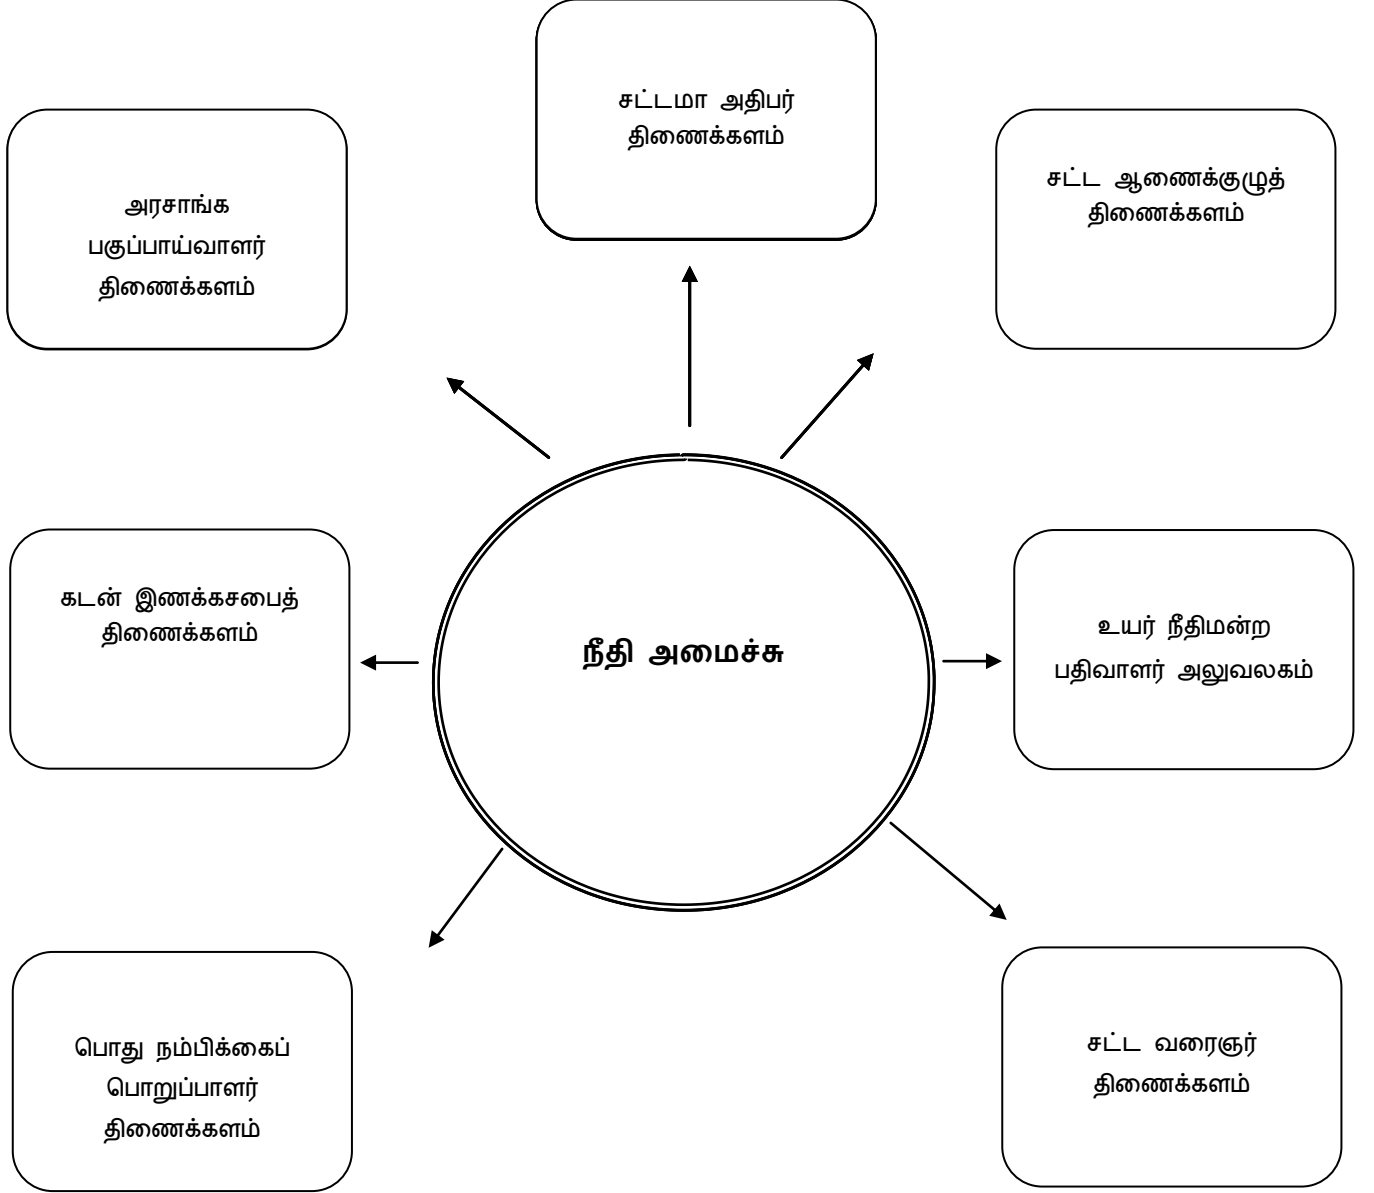 சட்டமா அதிபர்
திணைக்களம்
அரசாங்க
பகுப்பாய்வாளர்
திணைக்களம்
சட்ட ஆணைக்குழுத்
திணைக்களம்
கடன் இணக்கசபைத்
திணைக்களம்
நீதி அமைச்சு
உயர் நீதிமன்ற
பதிவாளர் அலுவலகம்
பொது நம்பிக்கைப்
பொறுப்பாளர்
திணைக்களம்
சட்ட வரைஞர்
திணைக்களம்